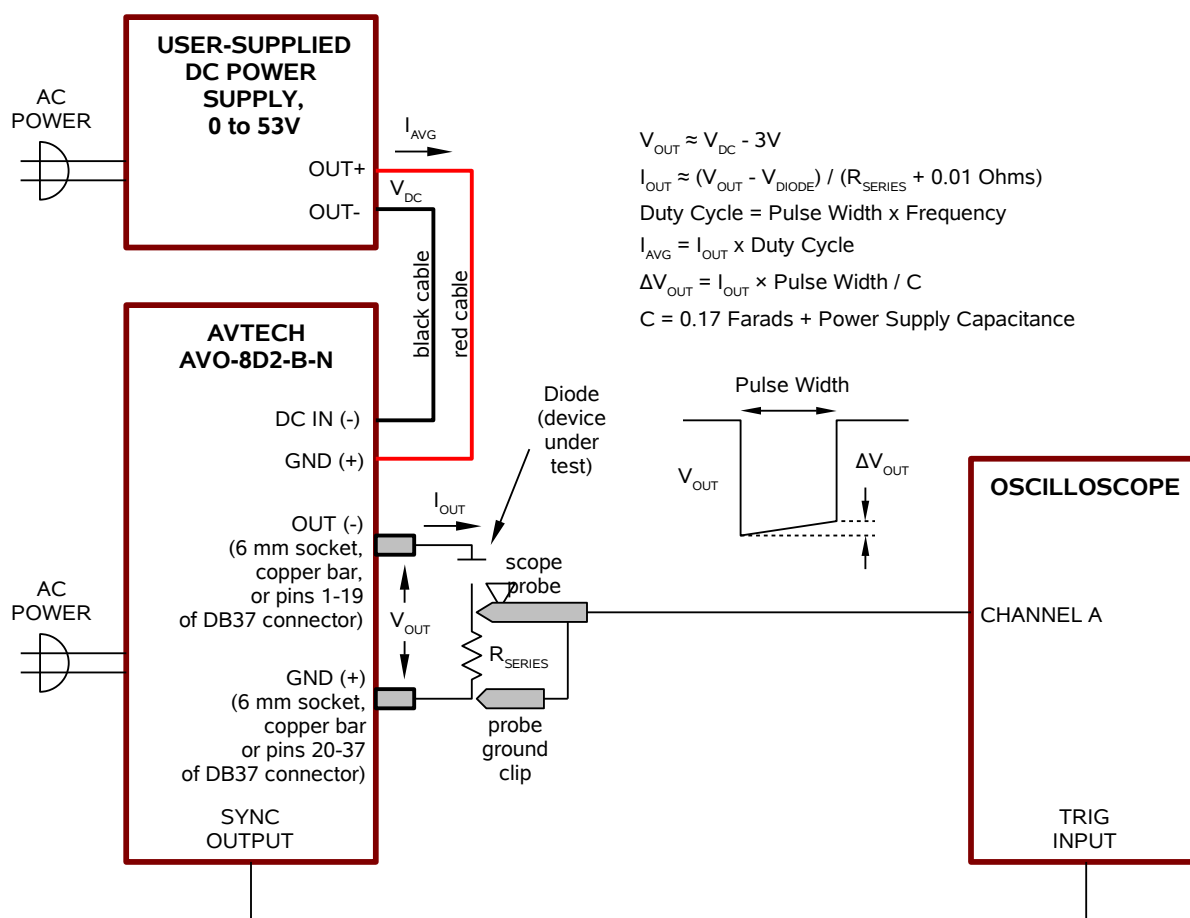 USER-SUPPLIED
DC POWER
SUPPLY,
0 to 53V
AC
POWER
I_AVG
OUT+
V_DC
OUT-
black cable
red cable
V_OUT ≈ V_DC - 3V
I_OUT ≈ (V_OUT - V_DIODE) / (R_SERIES + 0.01 Ohms)
Duty Cycle = Pulse Width x Frequency
I_AVG = I_OUT x Duty Cycle
ΔV_OUT = I_OUT × Pulse Width / C
C = 0.17 Farads + Power Supply Capacitance
AVTECH
AVO-8D2-B-N
DC IN (-)
GND (+)
Diode
(device
under
test)
Pulse Width
V_OUT
ΔV_OUT
I_OUT
OUT (-)
(6 mm socket,
copper bar,
or pins 1-19
of DB37 connector)
AC
POWER
V_OUT
scope
probe
R_SERIES
GND (+)
(6 mm socket,
copper bar
or pins 20-37
of DB37 connector)
probe
ground
clip
SYNC
OUTPUT
OSCILLOSCOPE
CHANNEL A
TRIG
INPUT